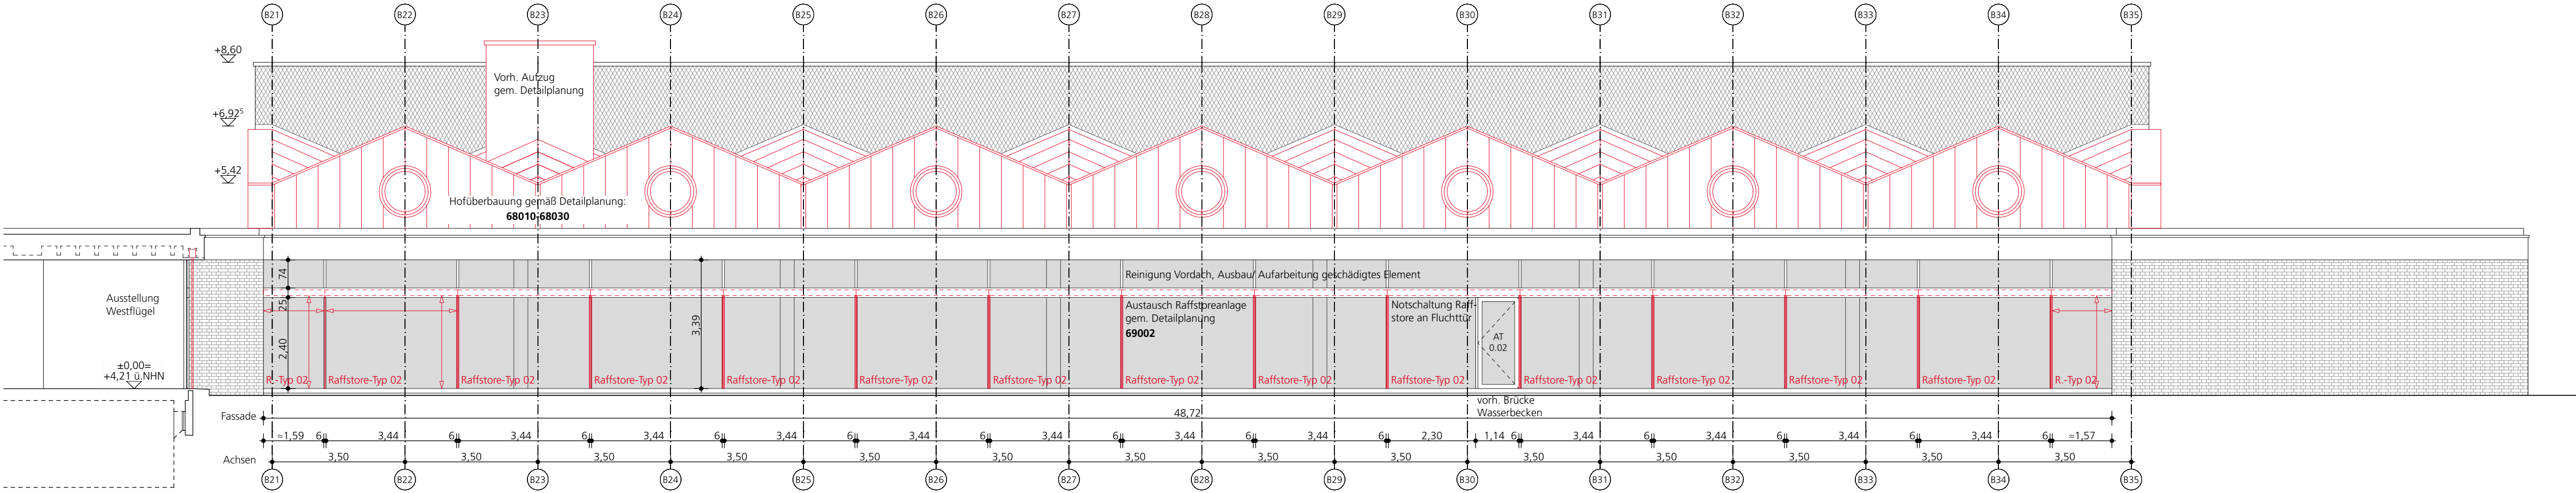 B21 B22 B23 B24 B25 B26 B27 B28 B29 B30 B31 B32 B33 B34 B35
+8,60
Vorh. Aufzug
gem. Detailplanung
+6,92⁵
+5,42
Hofüberbauung gemäß Detailplanung:
68010-68030
74
Reinigung Vordach, Ausbau/ Aufarbeitung geschädigtes Element
Ausstellung
Westflügel
25
3,39
2,40
Austausch Raffstoreanlage
gem. Detailplanung
69002
Notschaltung Raff-
store an Fluchttür
AT
0.02
±0,00=
+4,21 ü.NHN
R.-Typ 02 Raffstore-Typ 02 Raffstore-Typ 02 Raffstore-Typ 02 Raffstore-Typ 02 Raffstore-Typ 02 Raffstore-Typ 02 Raffstore-Typ 02 Raffstore-Typ 02 Raffstore-Typ 02 Raffstore-Typ 02 Raffstore-Typ 02 Raffstore-Typ 02 Raffstore-Typ 02 R.-Typ 02
vorh. Brücke
Wasserbecken
Fassade 48,72
≈1,59 6 3,44 6 3,44 6 3,44 6 3,44 6 3,44 6 3,44 6 3,44 6 3,44 6 2,30 1,14 6 3,44 6 3,44 6 3,44 6 3,44 6 ≈1,57
Achsen 3,50 3,50 3,50 3,50 3,50 3,50 3,50 3,50 3,50 3,50 3,50 3,50 3,50 3,50
B21 B22 B23 B24 B25 B26 B27 B28 B29 B30 B31 B32 B33 B34 B35